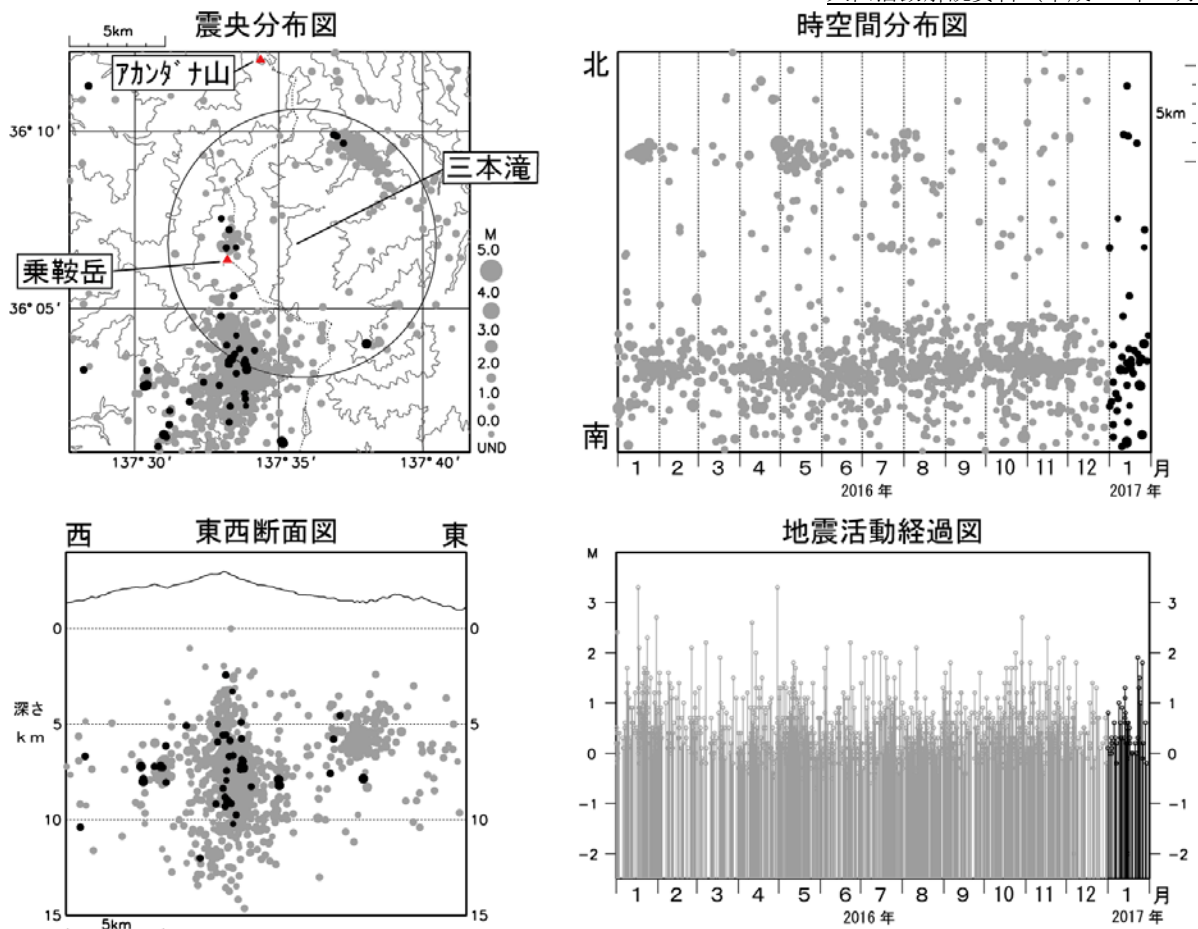 震央分布図
5km
アカンダナ山
36°10′
三本滝
乗鞍岳
36°05′
137°30′
137°35′
137°40′
M
5.0
4.0
3.0
2.0
1.0
0.0
UND
時空間分布図
北
南
5km
1 2 3 4 5 6 7 8 9 10 11 12 1 月
2016 年
2017 年
東西断面図
西
東
深さ
km
0
5
10
15
0
5
10
15
5km
地震活動経過図
M
3
2
1
0
-1
-2
3
2
1
0
-1
-2
1 2 3 4 5 6 7 8 9 10 11 12 1 月
2016 年
2017 年